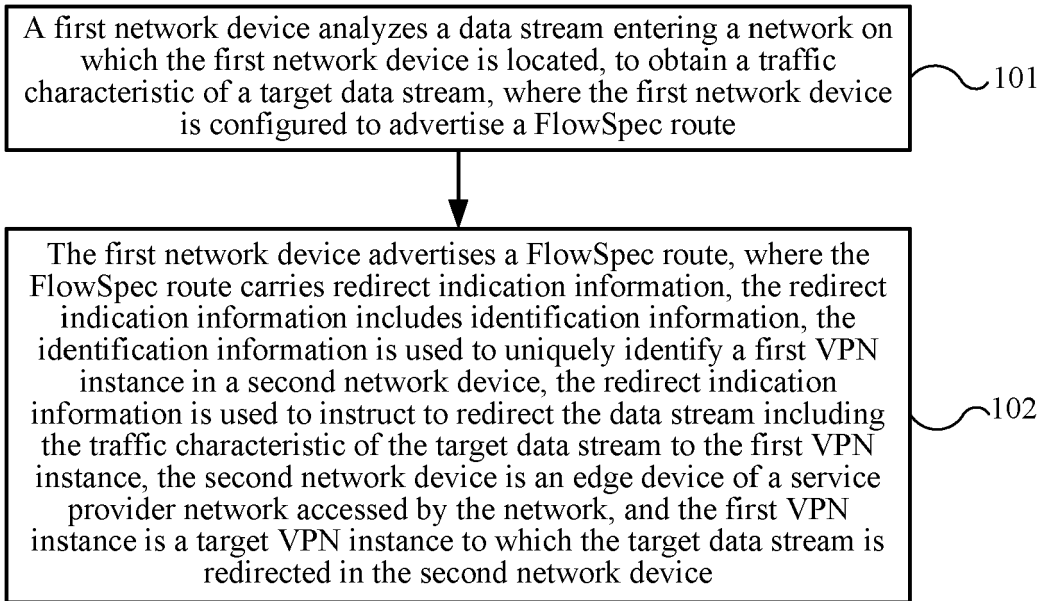 A first network device analyzes a data stream entering a network on
which the first network device is located, to obtain a traffic
characteristic of a target data stream, where the first network device
is configured to advertise a FlowSpec route
101
The first network device advertises a FlowSpec route, where the
FlowSpec route carries redirect indication information, the redirect
indication information includes identification information, the
identification information is used to uniquely identify a first VPN
instance in a second network device, the redirect indication
information is used to instruct to redirect the data stream including
the traffic characteristic of the target data stream to the first VPN
instance, the second network device is an edge device of a service
provider network accessed by the network, and the first VPN
instance is a target VPN instance to which the target data stream is
redirected in the second network device
102